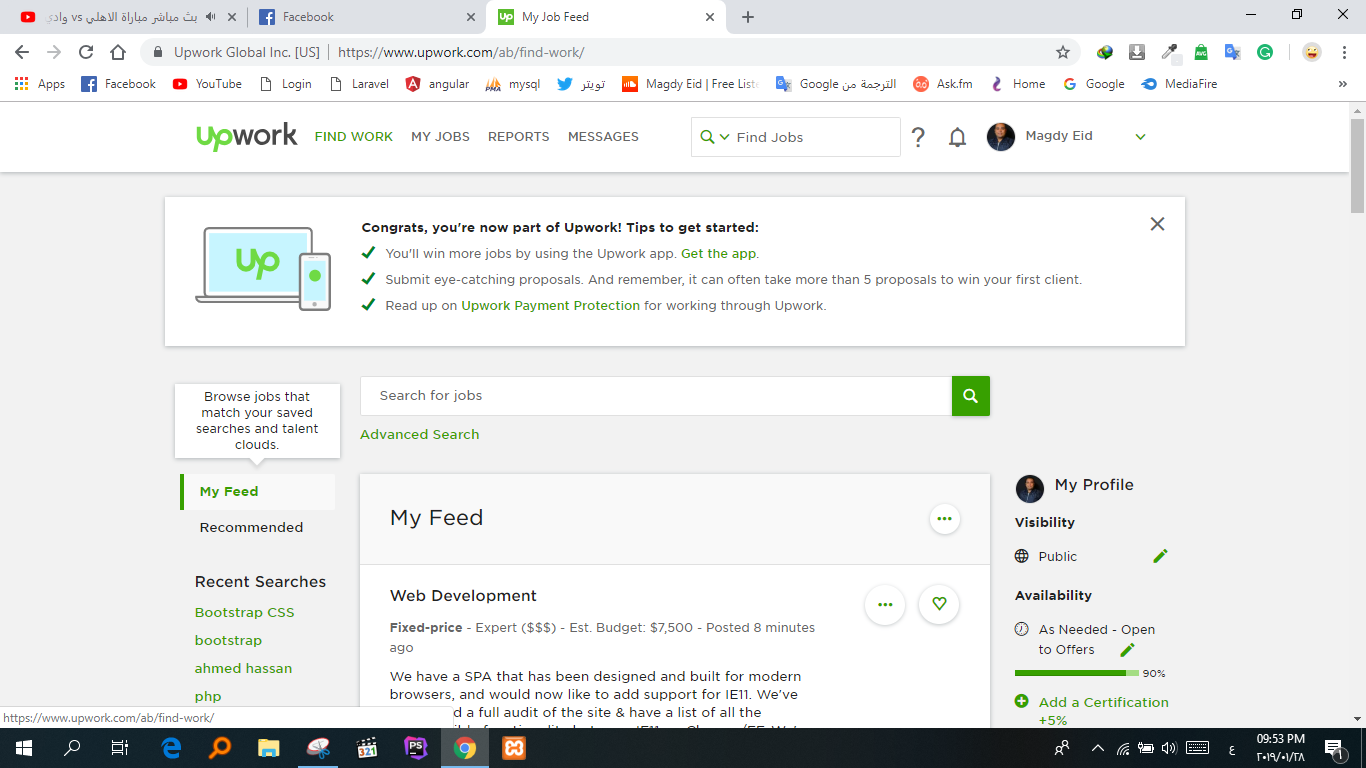 بث مباشر مباراة الاهلي vs وادي
Facebook
My Job Feed
Upwork Global Inc. [US] | https://www.upwork.com/ab/find-work/
Apps Facebook YouTube Login Laravel angular mysql تويتر Magdy Eid | Free Liste الترجمة من Google Ask.fm Home Google MediaFire »
upwork FIND WORK MY JOBS REPORTS MESSAGES Find Jobs ? Magdy Eid
Congrats, you're now part of Upwork! Tips to get started:
You'll win more jobs by using the Upwork app. Get the app.
Submit eye-catching proposals. And remember, it can often take more than 5 proposals to win your first client.
Read up on Upwork Payment Protection for working through Upwork.
up
Browse jobs that
match your saved
searches and talent
clouds.
Search for jobs
Advanced Search
My Feed
Recommended
Recent Searches
Bootstrap CSS
bootstrap
ahmed hassan
php
My Feed
Web Development
Fixed-price - Expert ($$$) - Est. Budget: $7,500 - Posted 8 minutes
ago
We have a SPA that has been designed and built for modern
browsers, and would now like to add support for IE11. We've
d a full audit of the site & have a list of all the
My Profile
Visibility
Public
Availability
As Needed - Open
to Offers
90%
Add a Certification
+5%
https://www.upwork.com/ab/find-work/
321
PS
ع
09:53 PM
٢٠١٩/٠١/٢٨
1